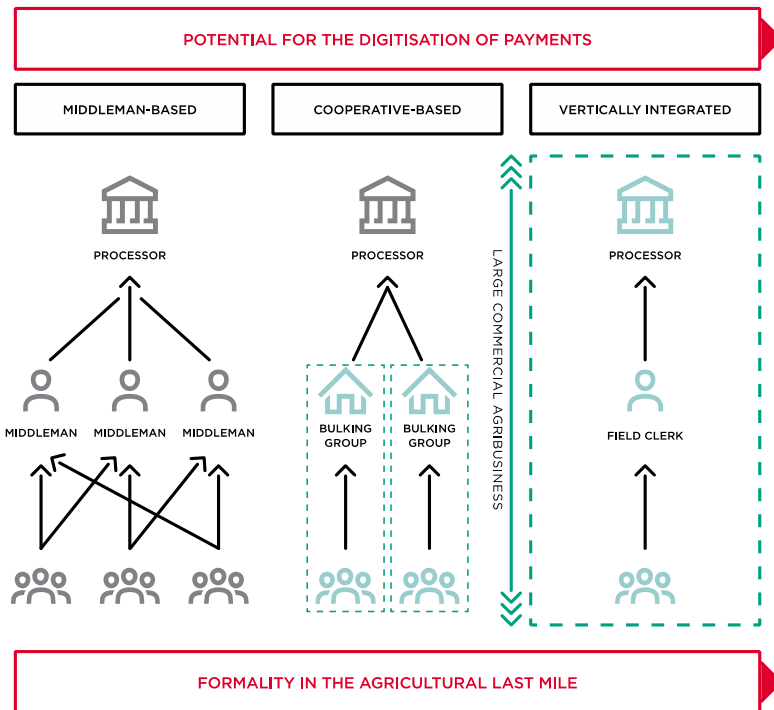 POTENTIAL FOR THE DIGITISATION OF PAYMENTS
MIDDLEMAN-BASED
COOPERATIVE-BASED
VERTICALLY INTEGRATED
PROCESSOR
PROCESSOR
PROCESSOR
LARGE COMMERCIAL AGRIBUSINESS
MIDDLEMAN
MIDDLEMAN
MIDDLEMAN
BULKING
GROUP
BULKING
GROUP
FIELD CLERK
FORMALITY IN THE AGRICULTURAL LAST MILE